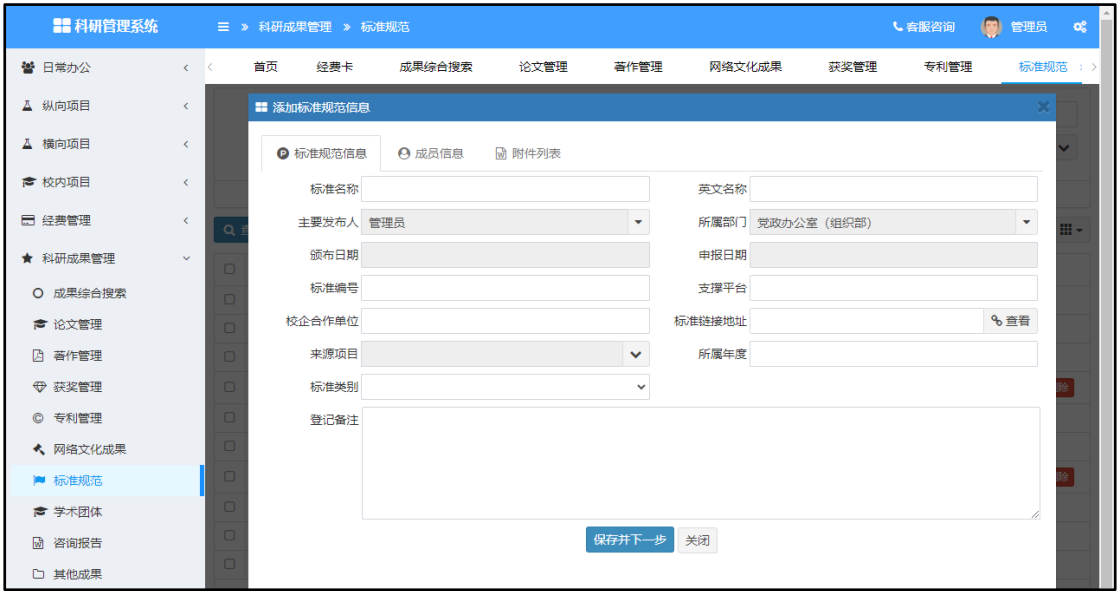 科研管理系统
科研成果管理 » 标准规范
客服咨询
管理员
日常办公
纵向项目
横向项目
校内项目
经费管理
科研成果管理
成果综合搜索
论文管理
著作管理
获奖管理
专利管理
网络文化成果
标准规范
学术团体
咨询报告
其他成果
首页 经费卡 成果综合搜索 论文管理 著作管理 网络文化成果 获奖管理 专利管理 标准规范
添加标准规范信息
标准规范信息 成员信息 附件列表
标准名称 英文名称
主要发布人 管理员 所属部门 党政办公室（组织部）
颁布日期 申报日期
标准编号 支撑平台
校企合作单位 标准链接地址 查看
来源项目 所属年度
标准类别
登记备注
保存并下一步 关闭